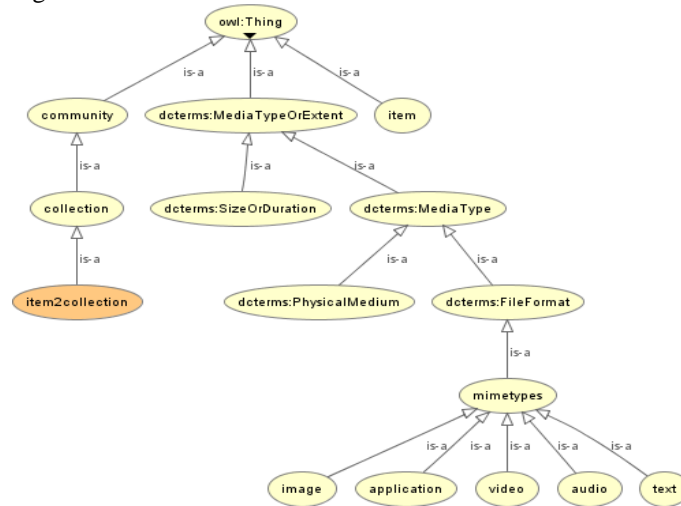 owl:Thing
is-a
is-a
is-a
community
dcterms:MediaTypeOrExtent
item
is-a
is-a
is-a
collection
dcterms:SizeOrDuration
dcterms:MediaType
is-a
is-a
is-a
item2collection
dcterms:PhysicalMedium
dcterms:FileFormat
is-a
mimetypes
is-a
is-a
is-a
is-a
is-a
image
application
video
audio
text